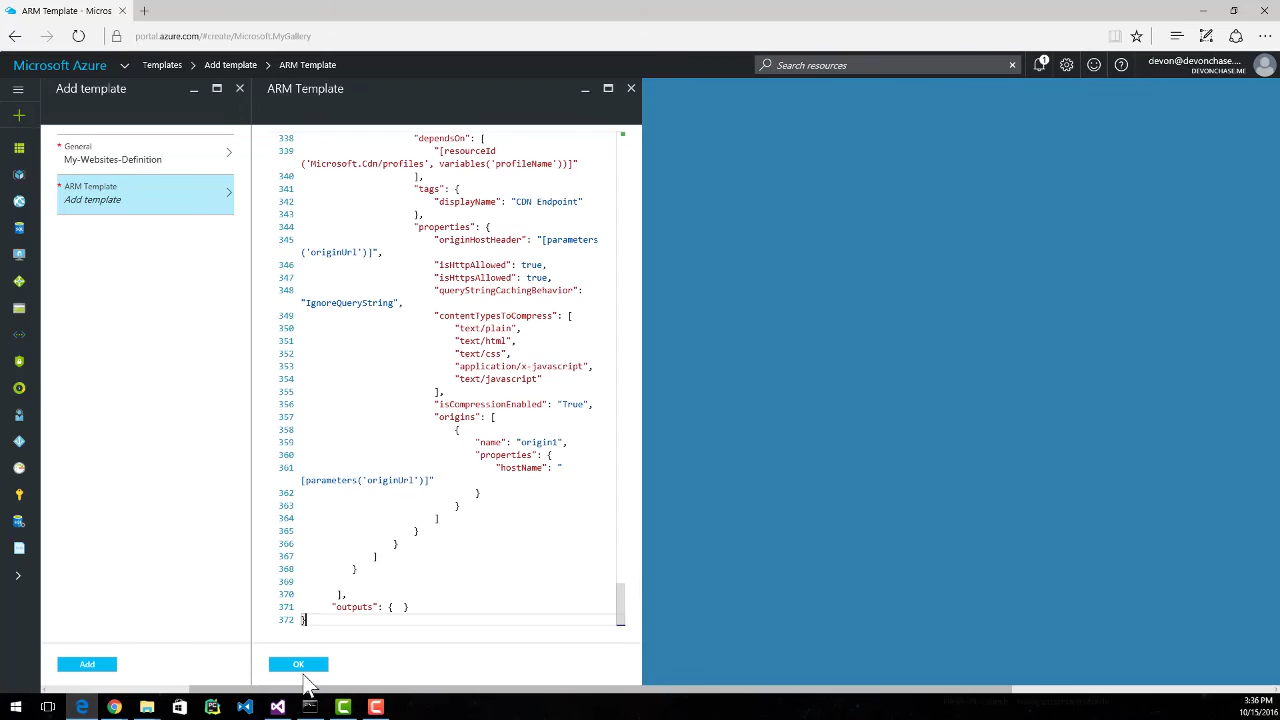 ARM Template - Micros
portal.azure.com/#create/Microsoft.MyGallery
Microsoft Azure
Templates
Add template
ARM Template
Search resources
1
devon@devonchase....
DEVONCHASE.ME
Add template
ARM Template
* General
My-Websites-Definition
* ARM Template
Add template
338 "dependsOn": [
339 "[resourceId
('Microsoft.Cdn/profiles', variables('profileName'))]"
340 ],
341 "tags": {
342 "displayName": "CDN Endpoint"
343 },
344 "properties": {
345 "originHostHeader": "[parameters
('originUrl')]",
346 "isHttpAllowed": true,
347 "isHttpsAllowed": true,
348 "queryStringCachingBehavior":
"IgnoreQueryString",
349 "contentTypesToCompress": [
350 "text/plain",
351 "text/html",
352 "text/css",
353 "application/x-javascript",
354 "text/javascript"
355 ],
356 "isCompressionEnabled": "True",
357 "origins": [
358 {
359 "name": "origin1",
360 "properties": {
361 "hostName": "
[parameters('originUrl')]"
362 }
363 }
364 ]
365 }
366 }
367 ]
368 }
369
370 ],
371 "outputs": { }
372 }
Add
OK
3:36 PM
10/15/2016